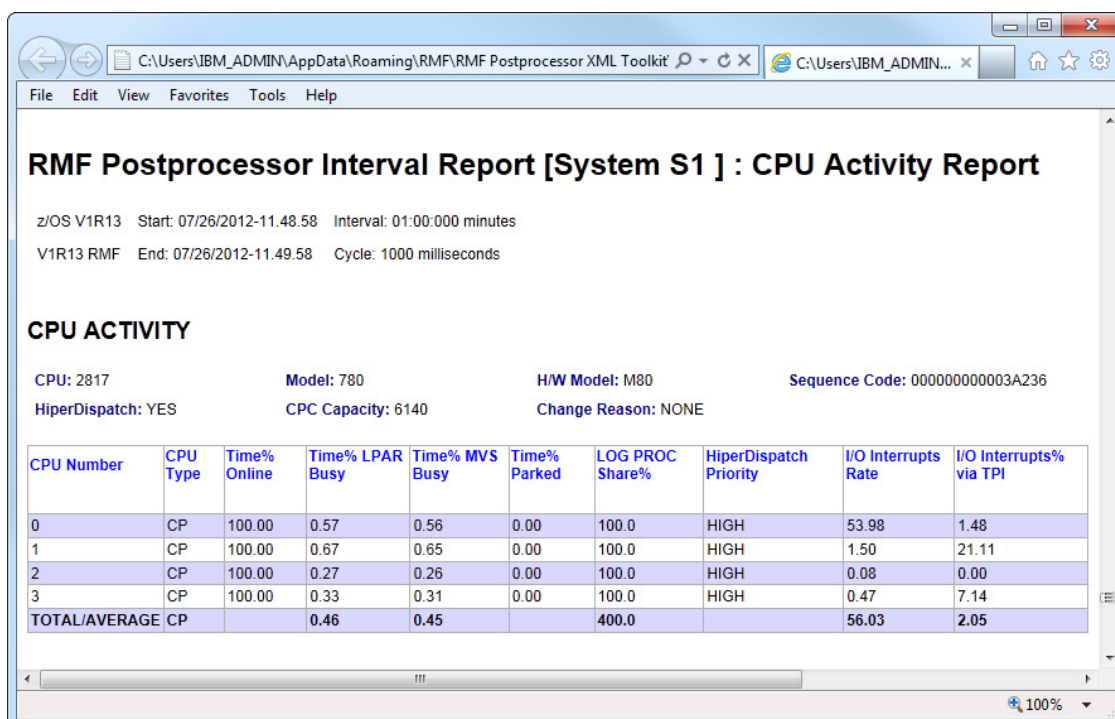 C:\Users\IBM_ADMIN\AppData\Roaming\RMF\RMF Postprocessor XML Toolkit\ C:\Users\IBM_ADMIN...
File Edit View Favorites Tools Help
RMF Postprocessor Interval Report [System S1 ] : CPU Activity Report
z/OS V1R13 Start: 07/26/2012-11.48.58 Interval: 01:00:000 minutes
V1R13 RMF End: 07/26/2012-11.49.58 Cycle: 1000 milliseconds
CPU ACTIVITY
CPU: 2817 Model: 780 H/W Model: M80 Sequence Code: 000000000003A236
HiperDispatch: YES CPC Capacity: 6140 Change Reason: NONE
CPU Number CPU Type Time% Online Time% LPAR Busy Time% MVS Busy Time% Parked LOG PROC Share% HiperDispatch Priority I/O Interrupts Rate I/O Interrupts% via TPI
0 CP 100.00 0.57 0.56 0.00 100.0 HIGH 53.98 1.48
1 CP 100.00 0.67 0.65 0.00 100.0 HIGH 1.50 21.11
2 CP 100.00 0.27 0.26 0.00 100.0 HIGH 0.08 0.00
3 CP 100.00 0.33 0.31 0.00 100.0 HIGH 0.47 7.14
TOTAL/AVERAGE CP 0.46 0.45 400.0 56.03 2.05
100%